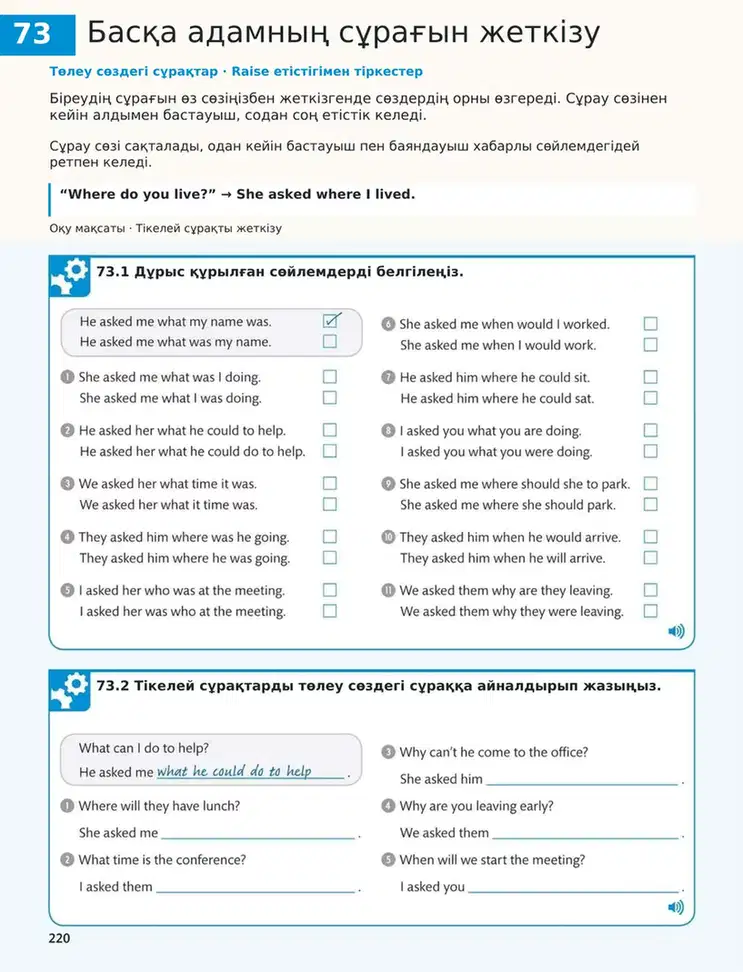 73
Басқа адамның сұрағын жеткізу
Төлеу сөздегі сұрақтар · Raise етістігімен тіркестер
Біреудің сұрағын өз сөзіңізбен жеткізгенде сөздердің орны өзгереді. Сұрау сөзінен
кейін алдымен бастауыш, содан соң етістік келеді.
Сұрау сөзі сақталады, одан кейін бастауыш пен баяндауыш хабарлы сөйлемдегідей
ретпен келеді.
“Where do you live?” → She asked where I lived.
Оқу мақсаты · Тікелей сұрақты жеткізу
73.1 Дұрыс құрылған сөйлемдерді белгілеңіз.
He asked me what my name was.
He asked me what was my name.
1 She asked me what was I doing.
She asked me what I was doing.
2 He asked her what he could to help.
He asked her what he could do to help.
3 We asked her what time it was.
We asked her what it time was.
4 They asked him where was he going.
They asked him where he was going.
5 I asked her who was at the meeting.
I asked her was who at the meeting.
6 She asked me when would I worked.
She asked me when I would work.
7 He asked him where he could sit.
He asked him where he could sat.
8 I asked you what you are doing.
I asked you what you were doing.
9 She asked me where should she to park.
She asked me where she should park.
10 They asked him when he would arrive.
They asked him when he will arrive.
11 We asked them why are they leaving.
We asked them why they were leaving.
73.2 Тікелей сұрақтарды төлеу сөздегі сұраққа айналдырып жазыңыз.
What can I do to help?
He asked me what he could do to help .
1 Where will they have lunch?
She asked me ____ .
2 What time is the conference?
I asked them ____ .
3 Why can't he come to the office?
She asked him ____ .
4 Why are you leaving early?
We asked them ____ .
5 When will we start the meeting?
I asked you ____ .
220